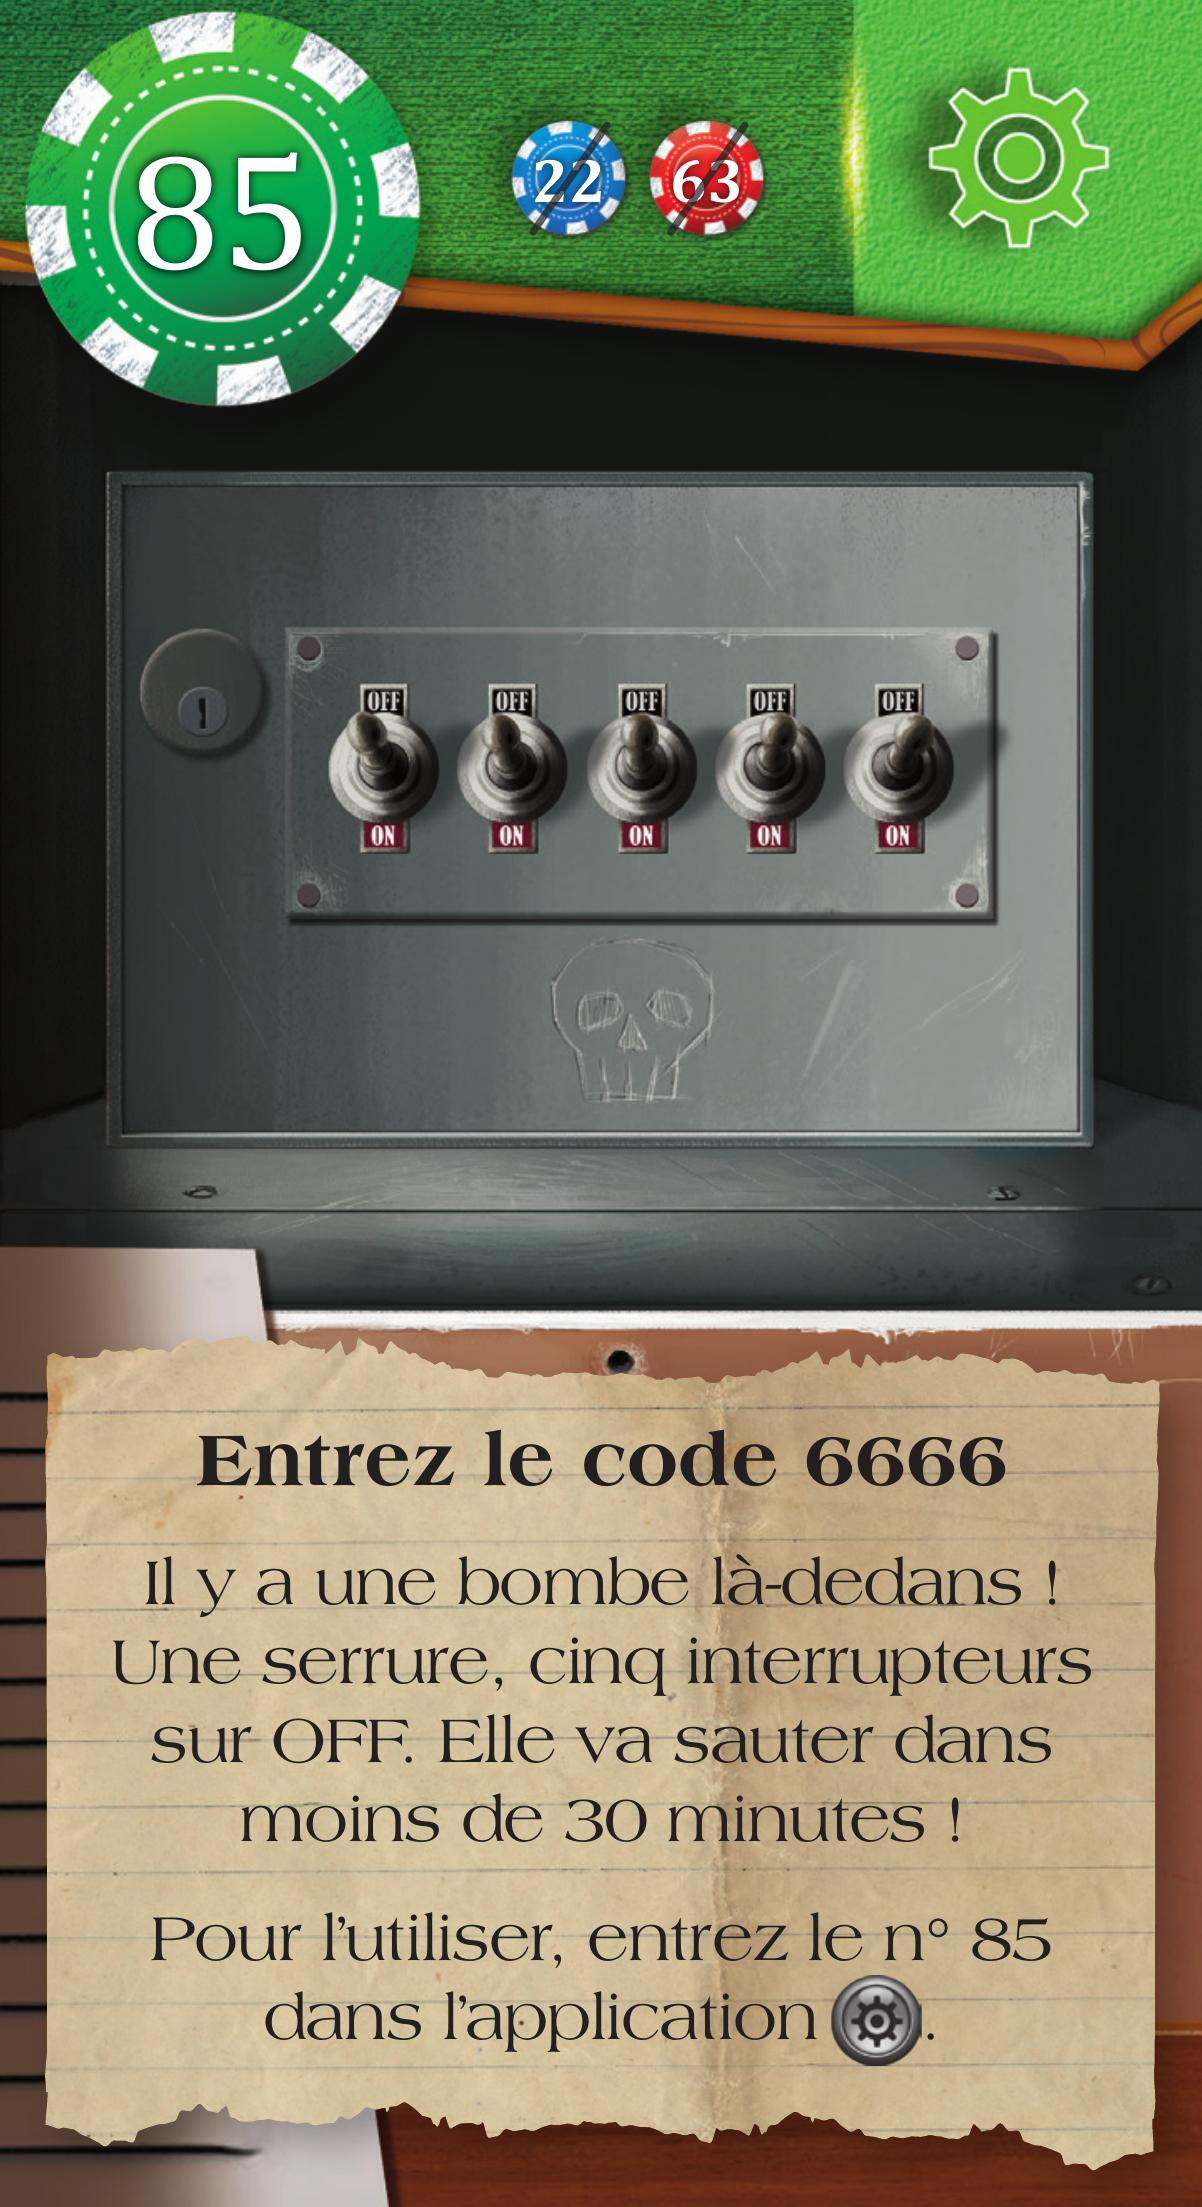 85
22
63
OFF OFF OFF OFF OFF
ON ON ON ON ON
Entrez le code 6666
Il y a une bombe là-dedans !
Une serrure, cinq interrupteurs
sur OFF. Elle va sauter dans
moins de 30 minutes !
Pour l'utiliser, entrez le n° 85
dans l'application .